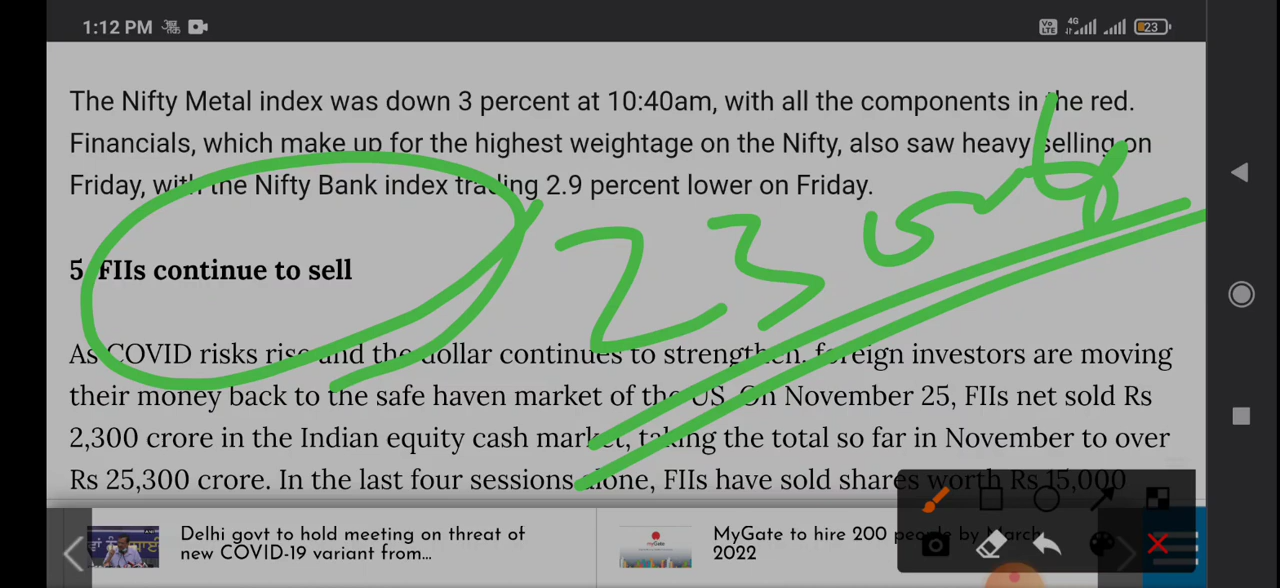 1:12 PM
VoLTE 4G 23
The Nifty Metal index was down 3 percent at 10:40am, with all the components in the red.
Financials, which make up for the highest weightage on the Nifty, also saw heavy selling on
Friday, with the Nifty Bank index trading 2.9 percent lower on Friday.
23
5 FIIs continue to sell
As COVID risks rise and the dollar continues to strengthen, foreign investors are moving
their money back to the safe haven market of the US. On November 25, FIIs net sold Rs
2,300 crore in the Indian equity cash market, taking the total so far in November to over
Rs 25,300 crore. In the last four sessions alone, FIIs have sold shares worth Rs 15,000
Delhi govt to hold meeting on threat of
new COVID-19 variant from...
MyGate to hire 200 people by March
2022